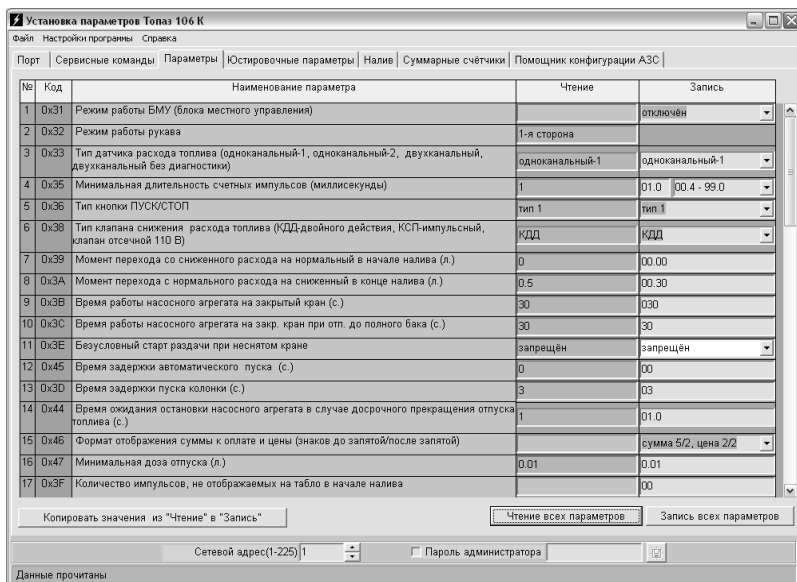 Установка параметров Топаз 106 К
Файл Настройки программы Справка
Порт Сервисные команды Параметры Юстировочные параметры Налив Суммарные счётчики Помощник конфигурации АЗС
№ Код Наименование параметра Чтение Запись
1 0x31 Режим работы БМУ (блока местного управления) отключён
2 0x32 Режим работы рукава 1-я сторона
3 0x33 Тип датчика расхода топлива (одноканальный-1, одноканальный-2, двухканальный,
двухканальный без диагностики) одноканальный-1 одноканальный-1
4 0x35 Минимальная длительность счетных импульсов (миллисекунды) 1 01.0 00.4 - 99.0
5 0x36 Тип кнопки ПУСК/СТОП тип 1 тип 1
6 0x38 Тип клапана снижения расхода топлива (КДД-двойного действия, КСП-импульсный,
клапан отсечной 110 В) КДД КДД
7 0x39 Момент перехода со сниженного расхода на нормальный в начале налива (л.) 0 00.00
8 0x3A Момент перехода с нормального расхода на сниженный в конце налива (л.) 0.5 00.30
9 0x3B Время работы насосного агрегата на закрытый кран (с.) 30 030
10 0x3C Время работы насосного агрегата на закр. кран при отп. до полного бака (с.) 30 30
11 0x3E Безусловный старт раздачи при неснятом кране запрещён запрещён
12 0x45 Время задержки автоматического пуска (с.) 0 00
13 0x3D Время задержки пуска колонки (с.) 3 03
14 0x44 Время ожидания остановки насосного агрегата в случае досрочного прекращения отпуска
топлива (с.) 1 01.0
15 0x46 Формат отображения суммы к оплате и цены (знаков до запятой/после запятой) сумма 5/2, цена 2/2
16 0x47 Минимальная доза отпуска (л.) 0.01 0.01
17 0x3F Количество импульсов, не отображаемых на табло в начале налива 00
Копировать значения из "Чтение" в "Запись" Чтение всех параметров Запись всех параметров
Сетевой адрес(1-225) 1 Пароль администратора
Данные прочитаны